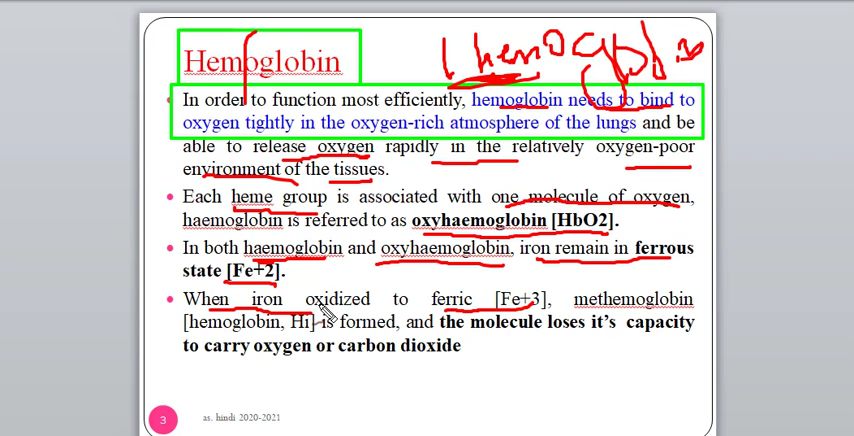 Hemoglobin
In order to function most efficiently, hemoglobin needs to bind to
oxygen tightly in the oxygen-rich atmosphere of the lungs and be
able to release oxygen rapidly in the relatively oxygen-poor
environment of the tissues.
Each heme group is associated with one molecule of oxygen,
haemoglobin is referred to as oxyhaemoglobin [HbO2].
In both haemoglobin and oxyhaemoglobin, iron remain in ferrous
state [Fe+2].
When iron oxidized to ferric [Fe+3], methemoglobin
[hemoglobin, Hi] is formed, and the molecule loses it's capacity
to carry oxygen or carbon dioxide
3
as. hindi 2020-2021